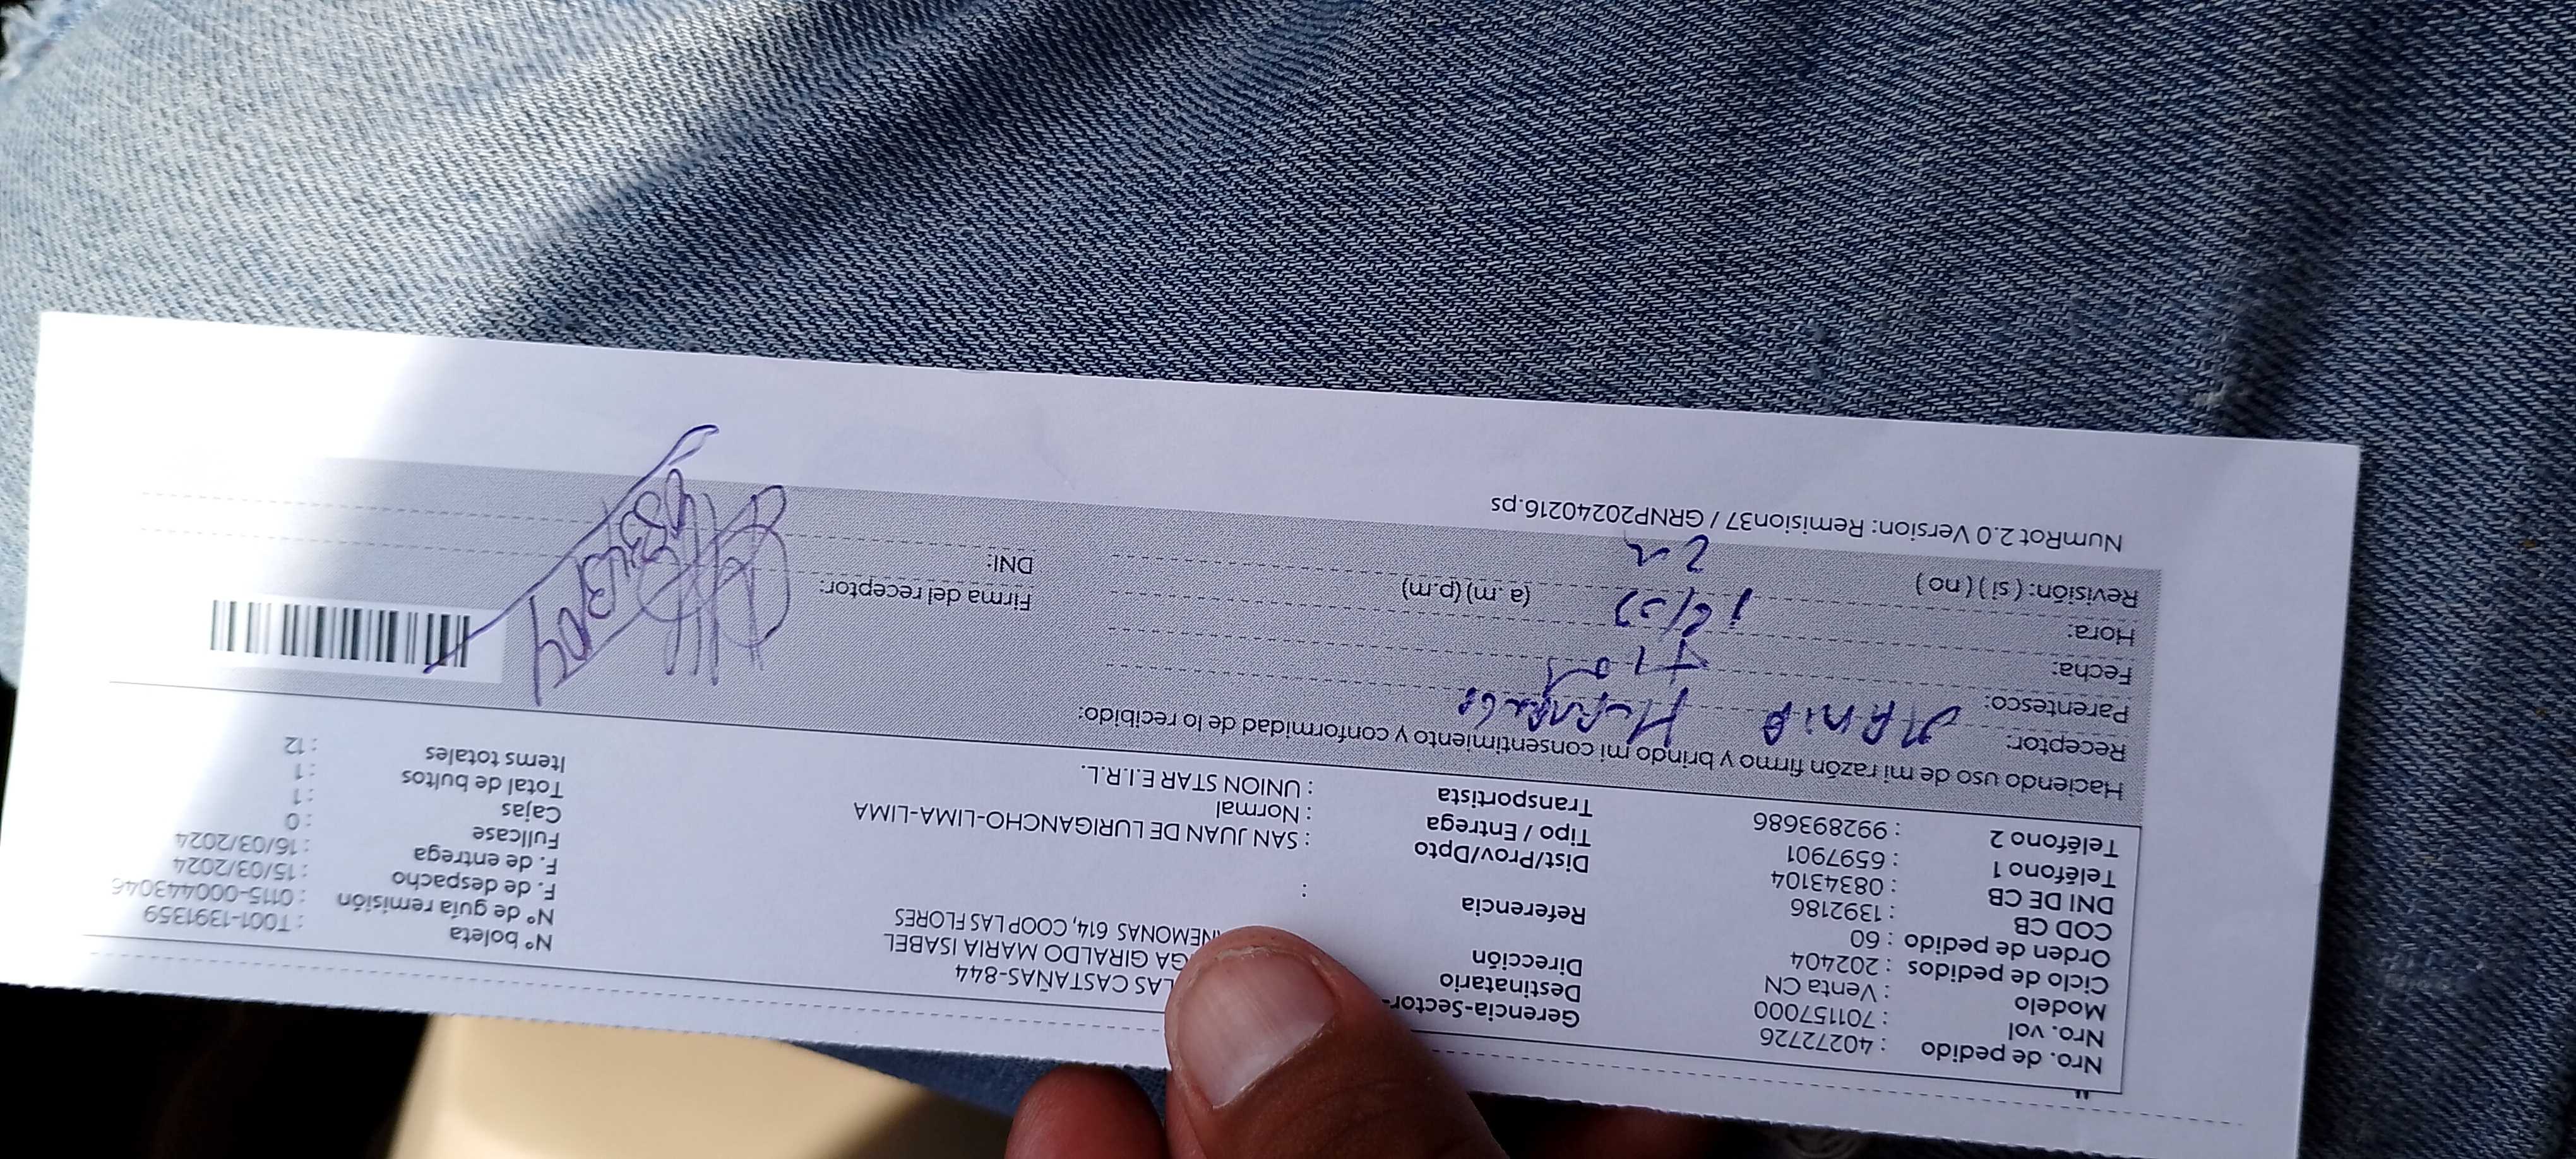 Nro. de pedido : 40272726
Nro. vol : 701157000
Modelo : Venta CN
Ciclo de pedidos : 202404
Orden de pedido : 60
COD CB : 1392186
DNI DE CB : 08343104
Teléfono 1 : 6597901
Teléfono 2 : 992893686
Gerencia-Sector- LAS CASTAÑAS-844
Destinatario GA GIRALDO MARIA ISABEL
Dirección NEMONAS 614, COOP LAS FLORES
Referencia :
Dist/Prov/Dpto : SAN JUAN DE LURIGANCHO-LIMA-LIMA
Tipo / Entrega : Normal
Transportista : UNION STAR E.I.R.L.
N° boleta : T001-1391359
N° de guía remisión : 0115-000443046
F. de despacho : 15/03/2024
F. de entrega : 16/03/2024
Fullcase : 0
Cajas : 1
Total de bultos : 1
Items totales : 12
Haciendo uso de mi razón firmo y brindo mi consentimiento y conformidad de lo recibido:
Receptor:
Parentesco:
Fecha:
Hora: (a.m) (p.m)
Revisión: ( si ) ( no )
Firma del receptor:
DNI:
NumRot 2.0 Version: Remision37 / GRNP20240216.ps